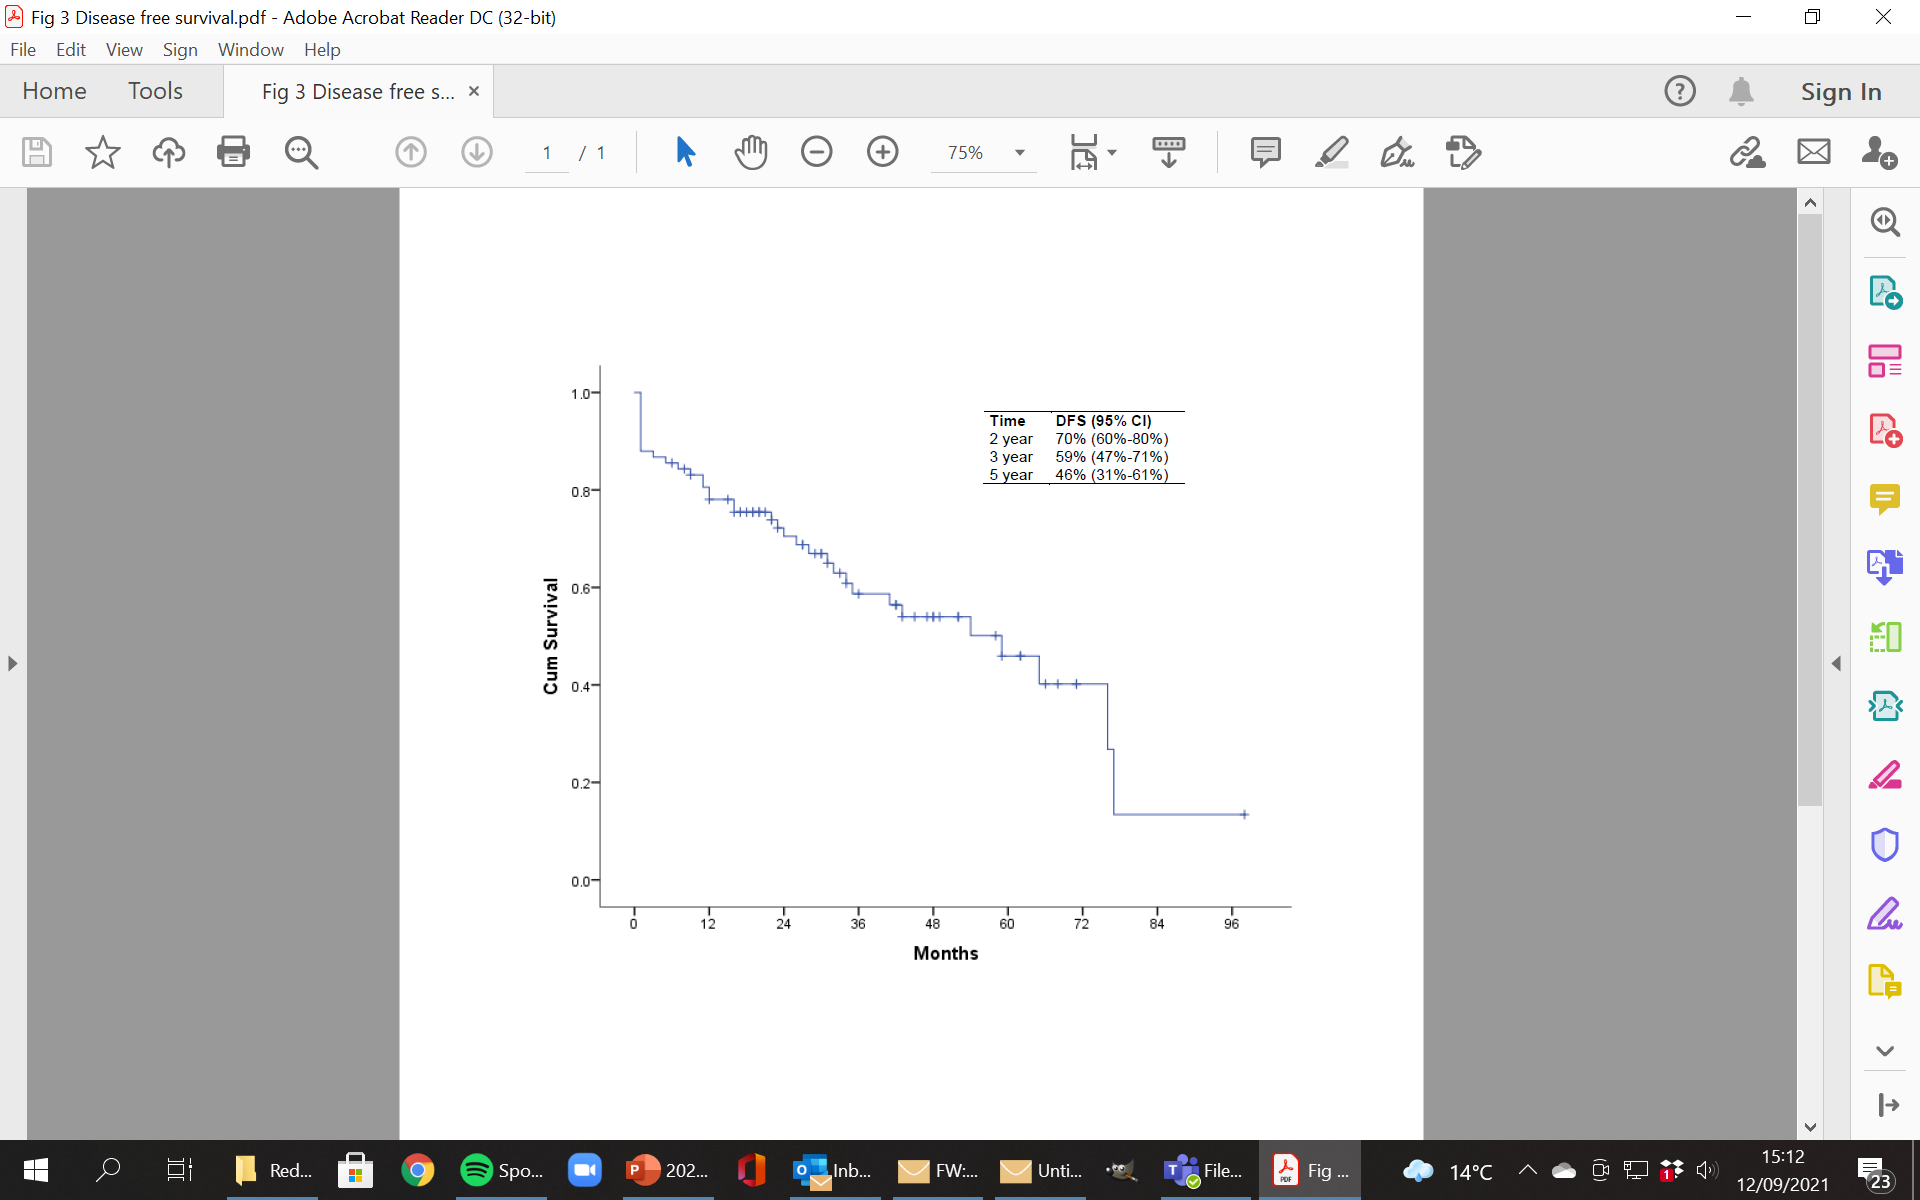 Fig 3 Disease free survival.pdf - Adobe Acrobat Reader DC (32-bit)
File Edit View Sign Window Help
Home Tools Fig 3 Disease free s... × Sign In
1 / 1 75%
1.0
0.8
0.6
0.4
0.2
0.0
Cum Survival
Time DFS (95% CI)
2 year 70% (60%-80%)
3 year 59% (47%-71%)
5 year 46% (31%-61%)
0 12 24 36 48 60 72 84 96
Months
Red... Spo... 202... Inb... FW:... Unti... File... Fig ... 14°C 15:12
12/09/2021
23